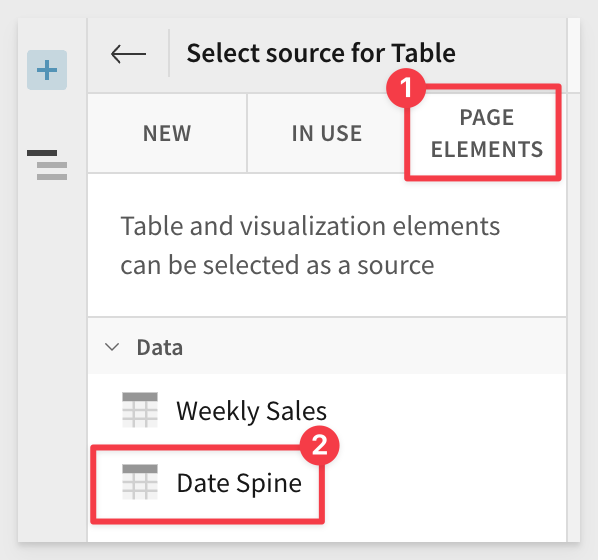 Select source for Table
1
NEW
IN USE
PAGE
ELEMENTS
Table and visualization elements
can be selected as a source
Data
Weekly Sales
2
Date Spine